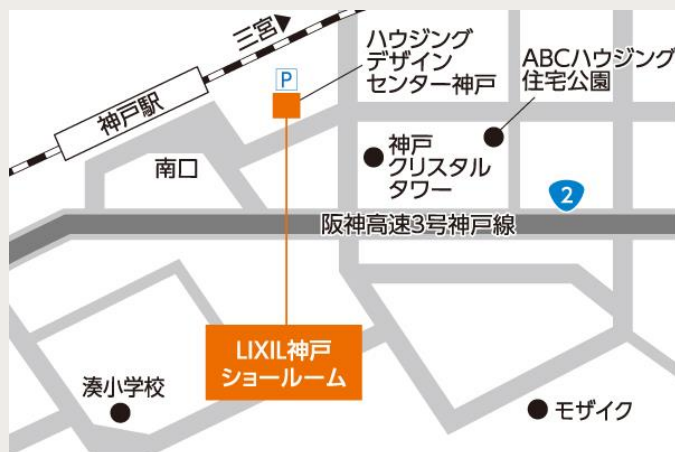 三宮▶
P
ハウジング
デザイン
センター神戸
ABCハウジング
住宅公園
神戸駅
南口
神戸
クリスタル
タワー
2
阪神高速3号神戸線
LIXIL神戸
ショールーム
湊小学校
モザイク